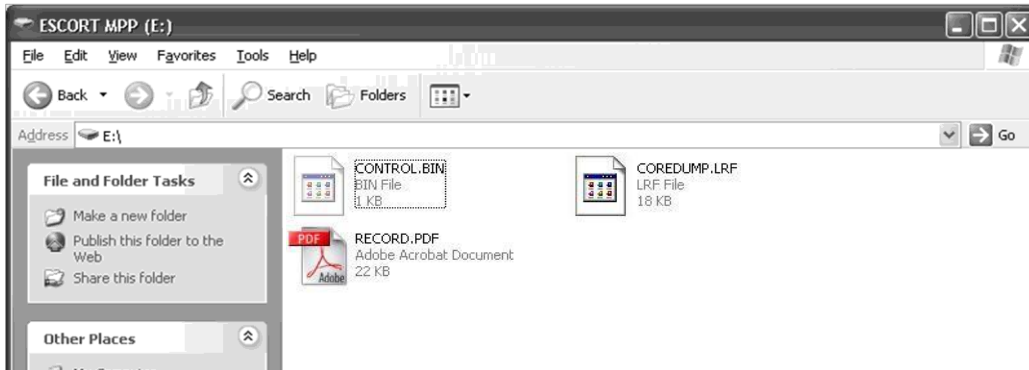 ESCORT MPP (E:)
File Edit View Favorites Tools Help
Back Search Folders
Address E:\ Go
File and Folder Tasks
Make a new folder
Publish this folder to the
Web
Share this folder
Other Places
CONTROL.BIN
BIN File
1 KB
COREDUMP.LRF
LRF File
18 KB
PDF
Adobe
RECORD.PDF
Adobe Acrobat Document
22 KB